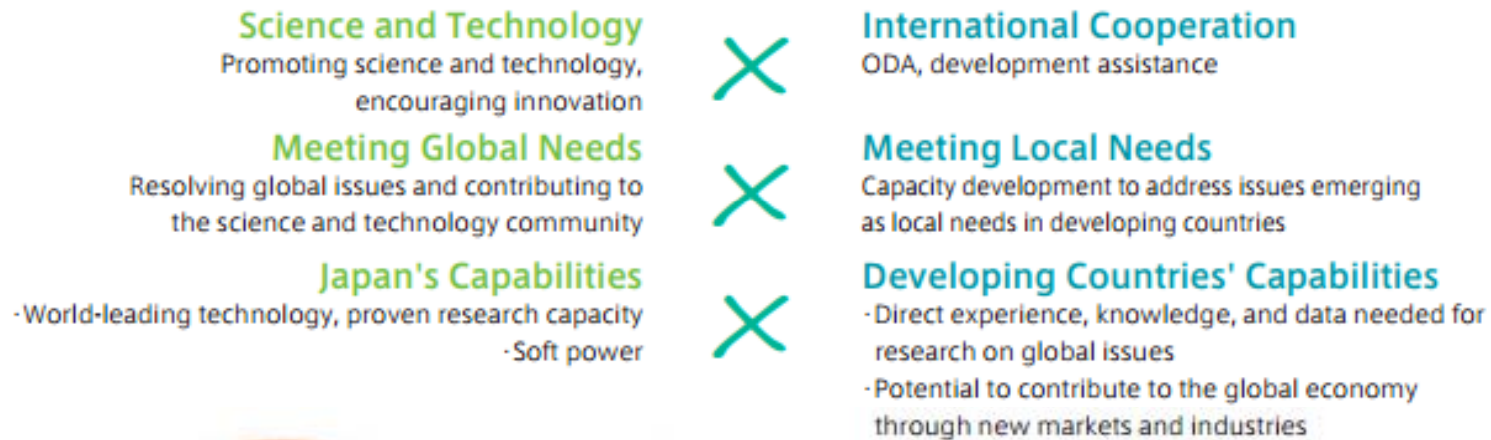 Science and Technology
Promoting science and technology,
encouraging innovation
International Cooperation
ODA, development assistance
Meeting Global Needs
Resolving global issues and contributing to
the science and technology community
Meeting Local Needs
Capacity development to address issues emerging
as local needs in developing countries
Japan's Capabilities
·World-leading technology, proven research capacity
·Soft power
Developing Countries' Capabilities
·Direct experience, knowledge, and data needed for
research on global issues
·Potential to contribute to the global economy
through new markets and industries